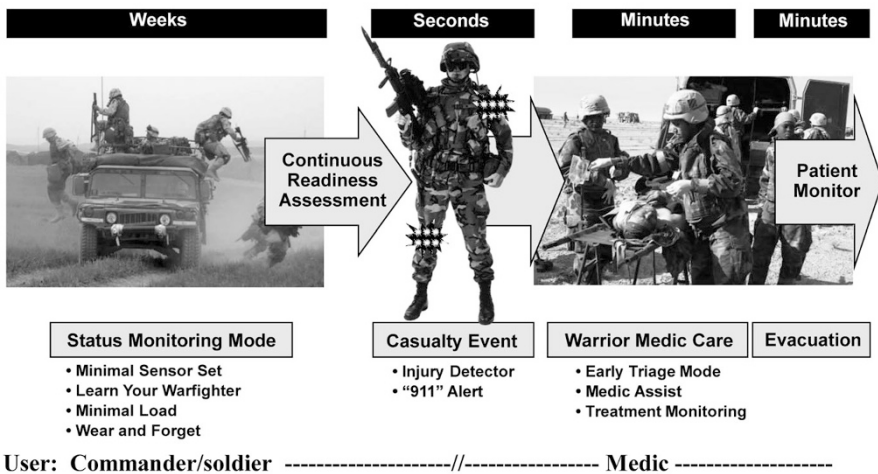 Weeks
Seconds
Minutes
Minutes
Continuous
Readiness
Assessment
Patient
Monitor
Status Monitoring Mode
• Minimal Sensor Set
• Learn Your Warfighter
• Minimal Load
• Wear and Forget
Casualty Event
• Injury Detector
• “911” Alert
Warrior Medic Care
• Early Triage Mode
• Medic Assist
• Treatment Monitoring
Evacuation
User: Commander/soldier ----------------------//------------------ Medic ---------------------